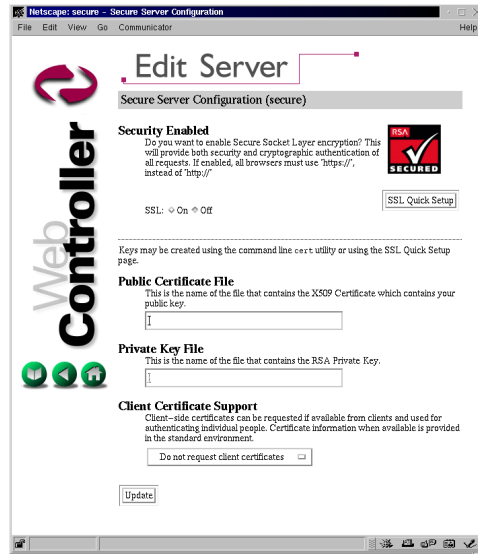 Netscape: secure - Secure Server Configuration
File Edit View Go Communicator Help
Web
Controller
Edit Server
Secure Server Configuration (secure)
Security Enabled
Do you want to enable Secure Socket Layer encryption? This
will provide both security and cryptographic authentication of
all requests. If enabled, all browsers must use "https://",
instead of "http://"
RSA
SECURED
SSL: On Off
SSL Quick Setup
Keys may be created using the command line cert utility or using the SSL Quick Setup
page.
Public Certificate File
This is the name of the file that contains the X509 Certificate which contains your
public key.
Private Key File
This is the name of the file that contains the RSA Private Key.
Client Certificate Support
Client-side certificates can be requested if available from clients and used for
authenticating individual people. Certificate information when available is provided
in the standard environment.
Do not request client certificates
Update